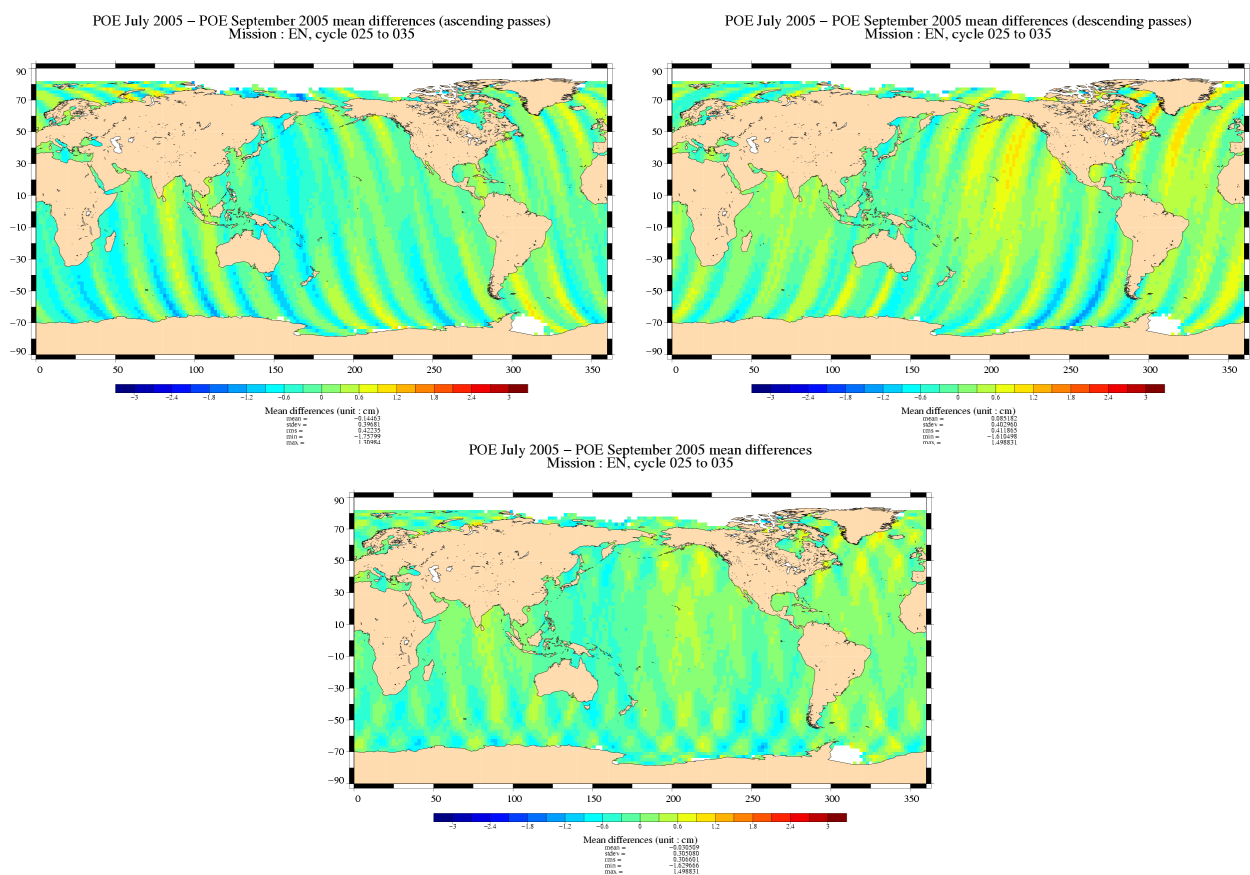 POE July 2005 − POE September 2005 mean differences (ascending passes)
Mission : EN, cycle 025 to 035
90
70
50
30
10
−10
−30
−50
−70
−90
0 50 100 150 200 250 300 350
−3 −2.4 −1.8 −1.2 −0.6 0 0.6 1.2 1.8 2.4 3
Mean differences (unit : cm)
mean = −0.14463
stdev = 0.39681
rms = 0.42235
min = −1.75799
max = 1.30984
POE July 2005 − POE September 2005 mean differences (descending passes)
Mission : EN, cycle 025 to 035
90
70
50
30
10
−10
−30
−50
−70
−90
0 50 100 150 200 250 300 350
−3 −2.4 −1.8 −1.2 −0.6 0 0.6 1.2 1.8 2.4 3
Mean differences (unit : cm)
mean = 0.085182
stdev = 0.402960
rms = 0.411865
min = −1.610498
max = 1.498831
POE July 2005 − POE September 2005 mean differences
Mission : EN, cycle 025 to 035
90
70
50
30
10
−10
−30
−50
−70
−90
0 50 100 150 200 250 300 350
−3 −2.4 −1.8 −1.2 −0.6 0 0.6 1.2 1.8 2.4 3
Mean differences (unit : cm)
mean = −0.030509
stdev = 0.305080
rms = 0.306601
min = −1.629666
max = 1.498831